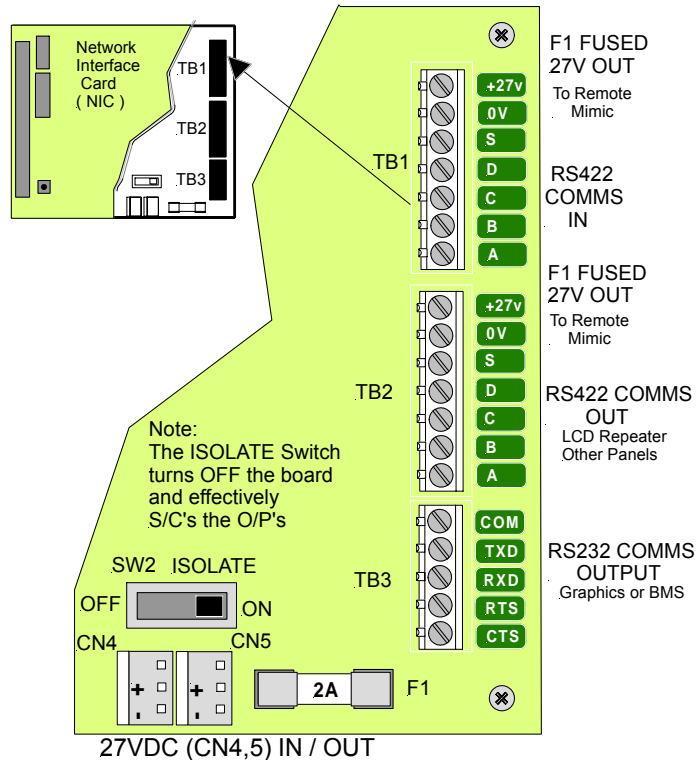 Network
Interface
Card
( NIC )
TB1
TB2
TB3
F1 FUSED
27V OUT
To Remote
Mimic
TB1
+27v
0V
S
D
C
B
A
RS422
COMMS
IN
F1 FUSED
27V OUT
To Remote
Mimic
TB2
+27v
0V
S
D
C
B
A
RS422 COMMS
OUT
LCD Repeater
Other Panels
Note:
The ISOLATE Switch
turns OFF the board
and effectively
S/C's the O/P's
TB3
COM
TXD
RXD
RTS
CTS
RS232 COMMS
OUTPUT
Graphics or BMS
SW2 ISOLATE
OFF
ON
CN4
CN5
+
-
+
-
2A
F1
27VDC (CN4,5) IN / OUT